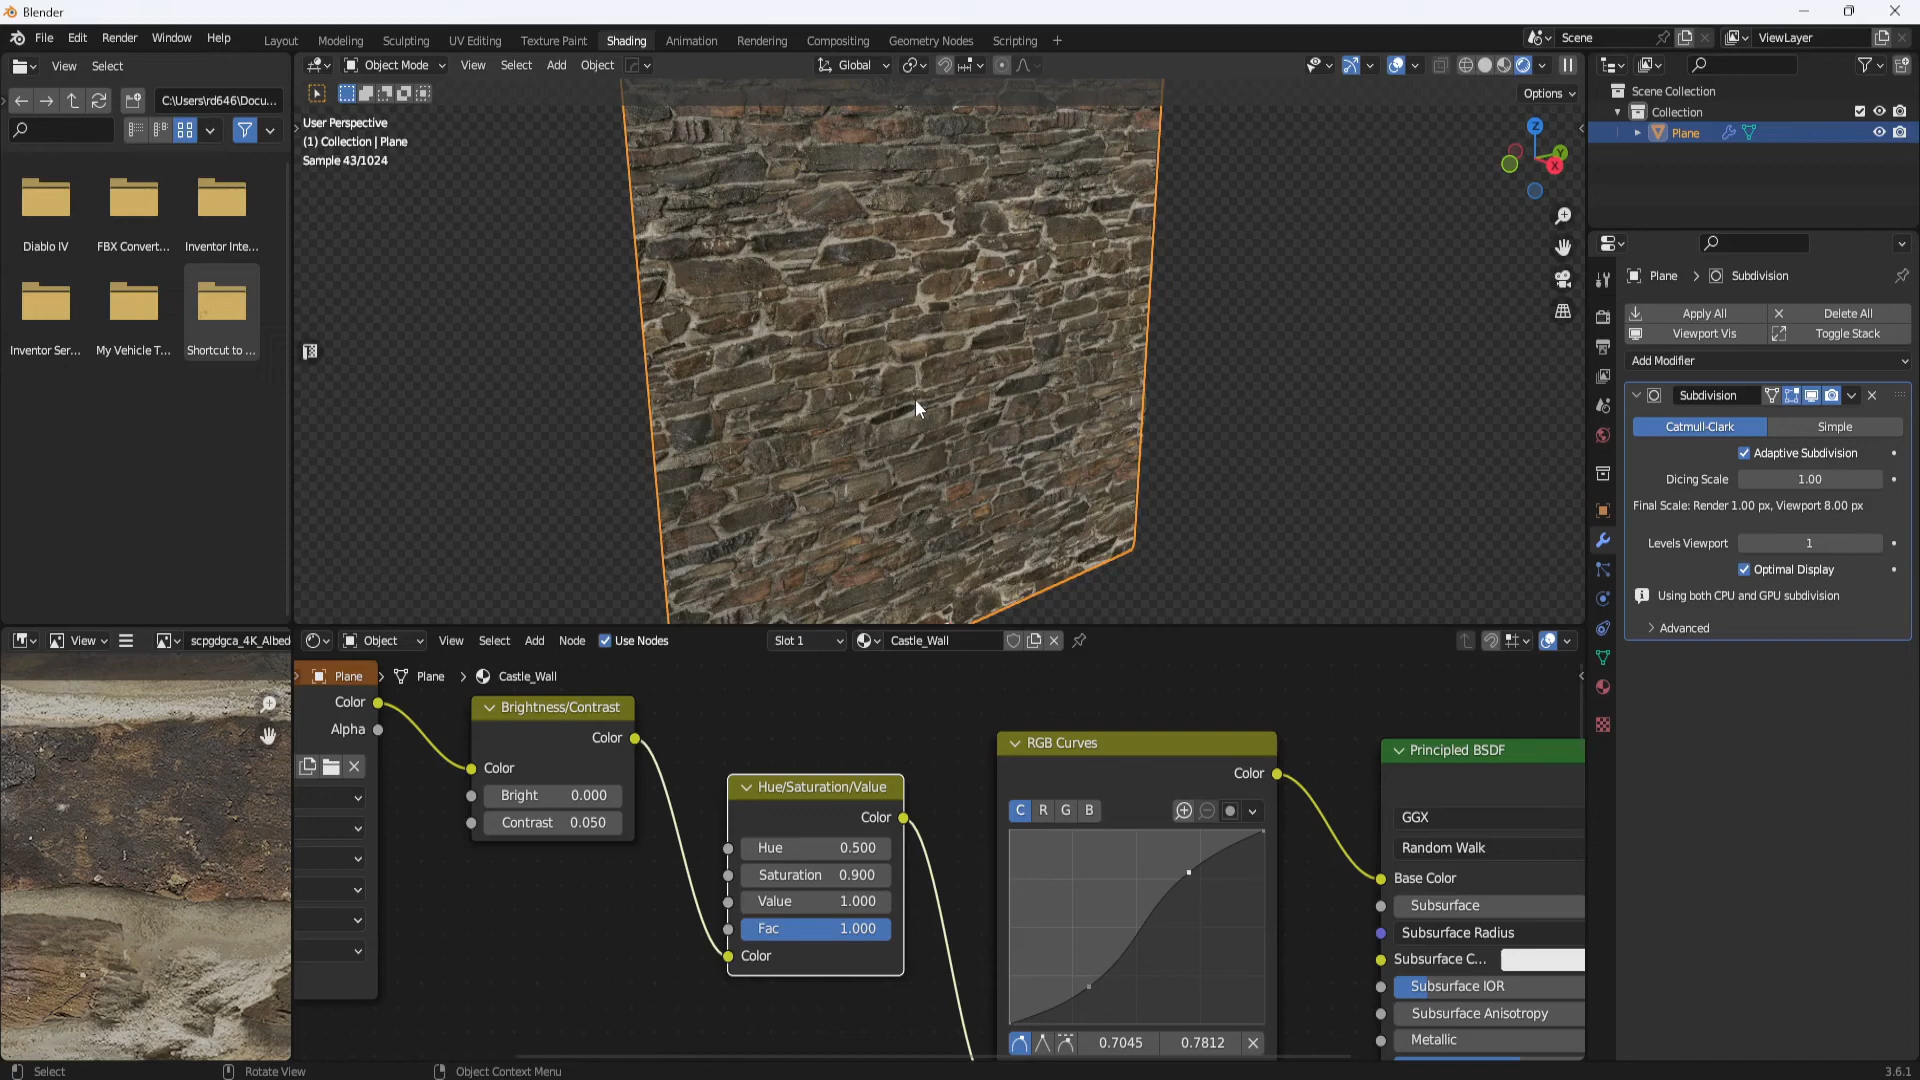 Blender
File Edit Render Window Help
Layout Modeling Sculpting UV Editing Texture Paint Shading Animation Rendering Compositing Geometry Nodes Scripting +
Scene
ViewLayer
View Select
Object Mode View Select Add Object
Global
C:\Users\rd646\Docu...
Options
User Perspective
(1) Collection | Plane
Sample 43/1024
Z
Y
X
Diablo IV FBX Convert... Inventor Inte...
Inventor Ser... My Vehicle T... Shortcut to ...
Scene Collection
Collection
Plane
Plane > Subdivision
Apply All Delete All
Viewport Vis Toggle Stack
Add Modifier
Subdivision
Catmull-Clark Simple
Adaptive Subdivision
Dicing Scale 1.00
Final Scale: Render 1.00 px, Viewport 8.00 px
Levels Viewport 1
Optimal Display
Using both CPU and GPU subdivision
Advanced
View scpgdgca_4K_Albed
Object View Select Add Node Use Nodes Slot 1 Castle_Wall
Plane > Plane > Castle_Wall
Color
Alpha
Brightness/Contrast
Color
Color
Bright 0.000
Contrast 0.050
Hue/Saturation/Value
Color
Hue 0.500
Saturation 0.900
Value 1.000
Fac 1.000
Color
RGB Curves
Color
C R G B
0.7045 0.7812
Principled BSDF
GGX
Random Walk
Base Color
Subsurface
Subsurface Radius
Subsurface C...
Subsurface IOR
Subsurface Anisotropy
Metallic
Select Rotate View Object Context Menu 3.6.1